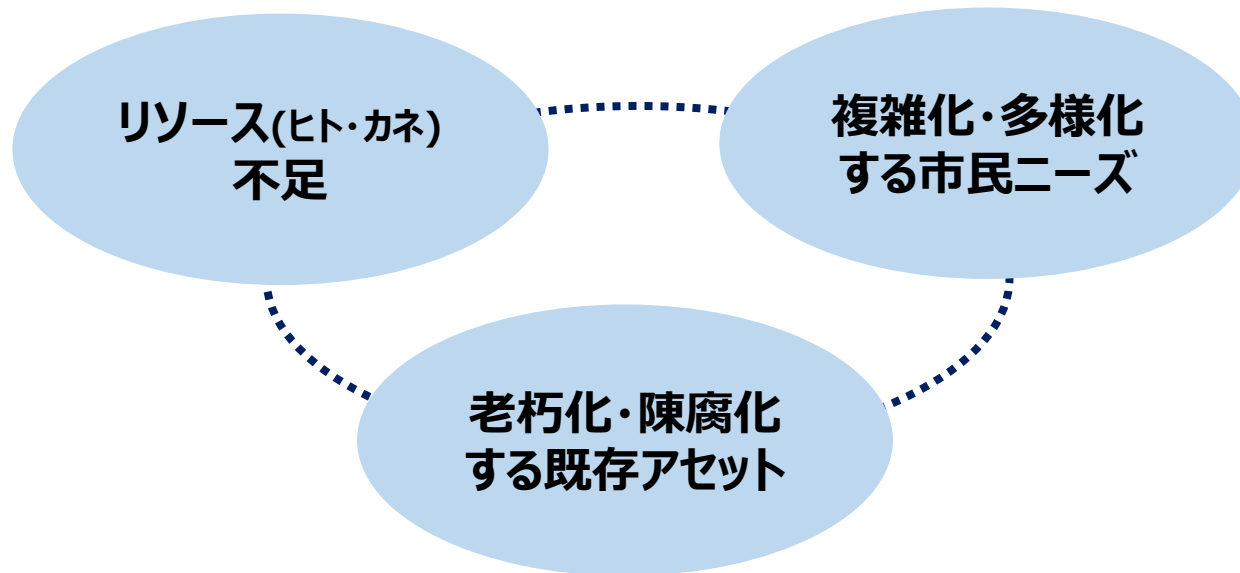 リソース(ヒト・カネ)
不足
複雑化・多様化
する市民ニーズ
老朽化・陳腐化
する既存アセット